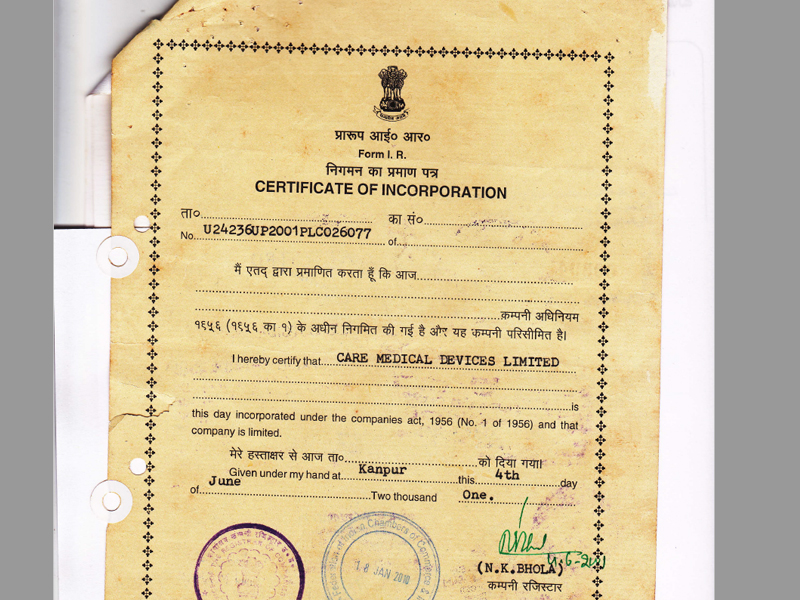 प्रारूप आई० आर०
Form I. R.
निगमन का प्रमाण पत्र
CERTIFICATE OF INCORPORATION
ता०........................ का सं०........................
No. U24236UP2001PLC026077 of........................
मैं एतद् द्वारा प्रमाणित करता हूँ कि आज........................
........................कम्पनी अधिनियम
१९५६ (१९५६ का १) के अधीन निगमित की गई है और यह कम्पनी परिसीमित है।
I hereby certify that CARE MEDICAL DEVICES LIMITED
........................is
this day incorporated under the companies act, 1956 (No. 1 of 1956) and that
company is limited.
मेरे हस्ताक्षर से आज ता०........................को दिया गया।
Given under my hand at Kanpur this 4th day
of June Two thousand One.
4-6-2001
(N.K.BHOLA)
कम्पनी रजिस्टार
18 JAN 2010